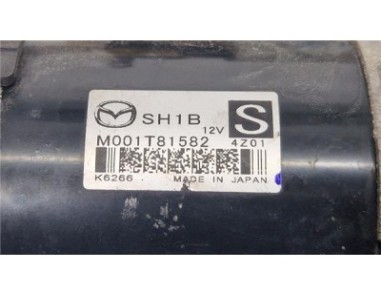 SH1B 12V S
M001T81582 4Z01
K6266 MADE IN JAPAN